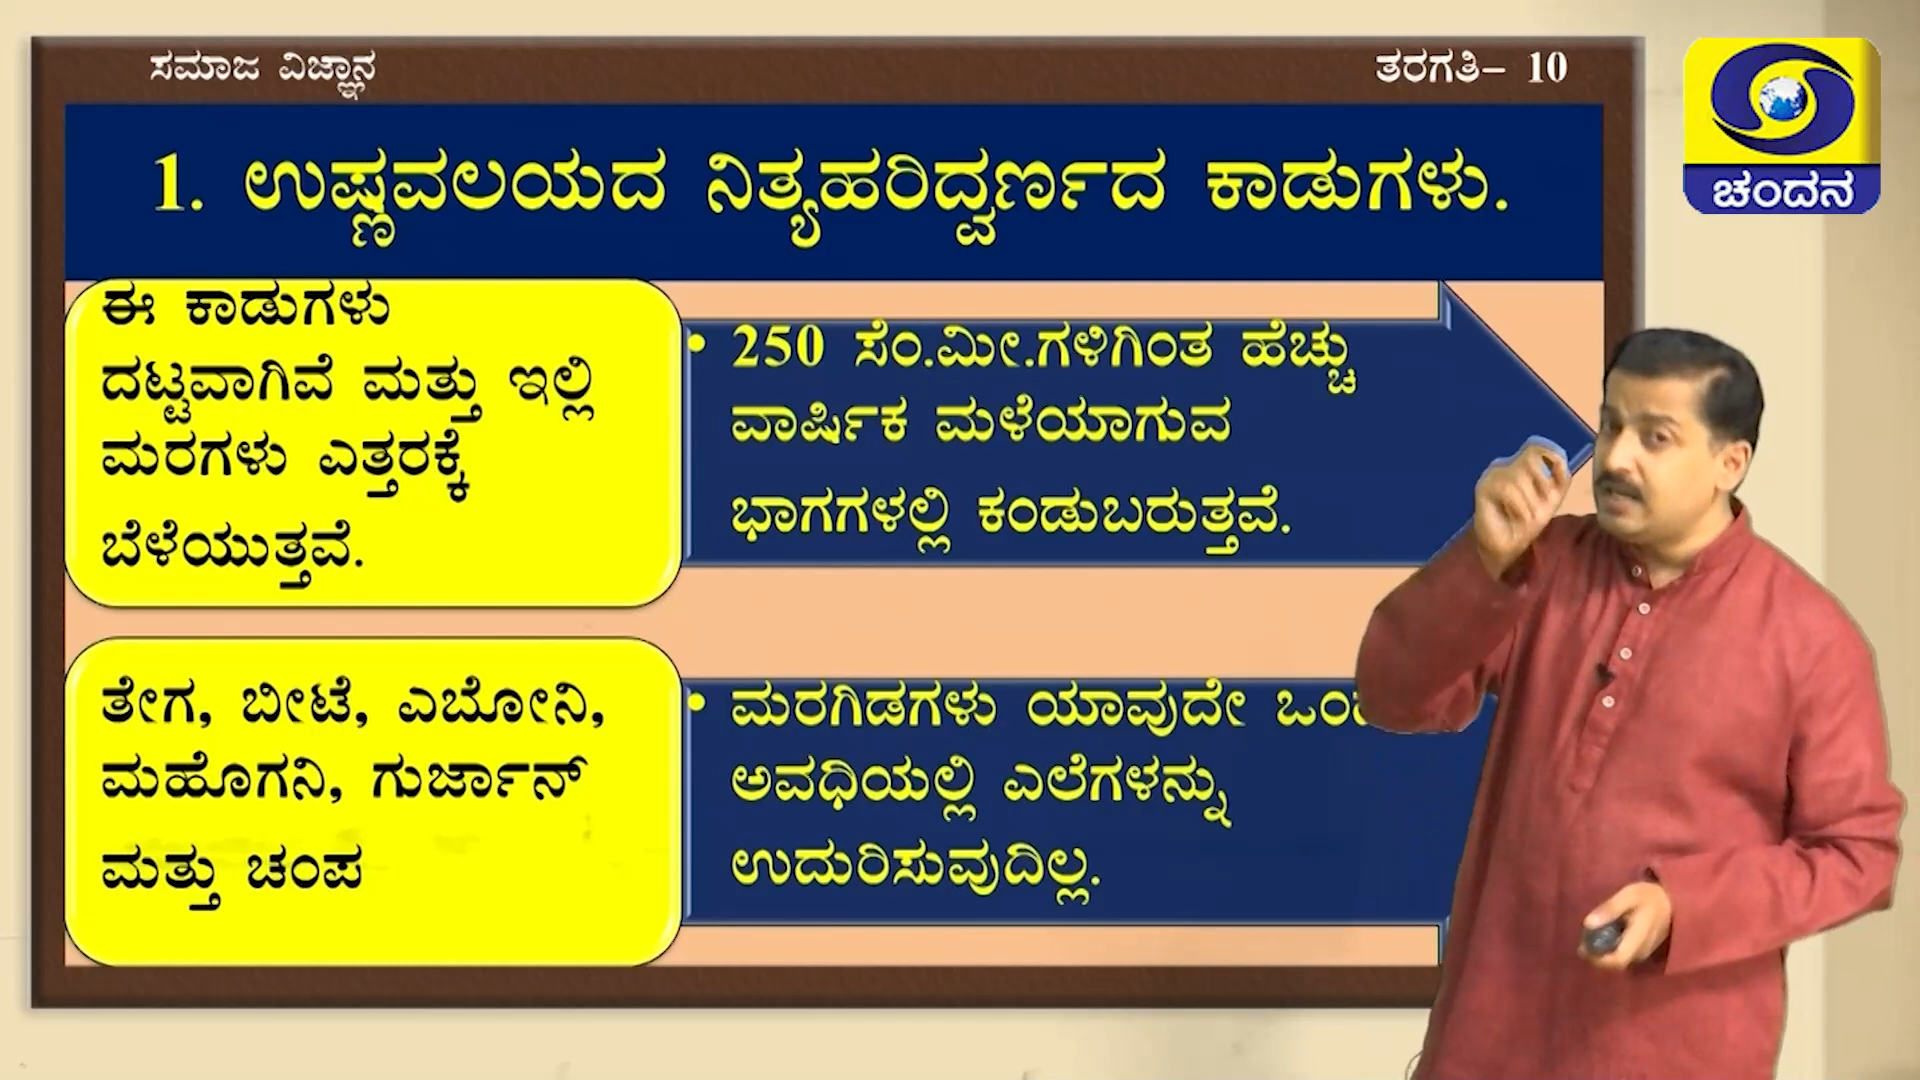 ಸಮಾಜ ವಿಜ್ಞಾನ
ತರಗತಿ– 10
ಚಂದನ
1. ಉಷ್ಣವಲಯದ ನಿತ್ಯಹರಿದ್ವರ್ಣದ ಕಾಡುಗಳು.
ಈ ಕಾಡುಗಳು
ದಟ್ಟವಾಗಿವೆ ಮತ್ತು ಇಲ್ಲಿ
ಮರಗಳು ಎತ್ತರಕ್ಕೆ
ಬೆಳೆಯುತ್ತವೆ.
• 250 ಸೆಂ.ಮೀ.ಗಳಿಗಿಂತ ಹೆಚ್ಚು
ವಾರ್ಷಿಕ ಮಳೆಯಾಗುವ
ಭಾಗಗಳಲ್ಲಿ ಕಂಡುಬರುತ್ತವೆ.
ತೇಗ, ಬೀಟೆ, ಎಬೋನಿ,
ಮಹೊಗನಿ, ಗುರ್ಜಾನ್
ಮತ್ತು ಚಂಪ
• ಮರಗಿಡಗಳು ಯಾವುದೇ
ಅವಧಿಯಲ್ಲಿ ಎಲೆಗಳನ್ನು
ಉದುರಿಸುವುದಿಲ್ಲ.